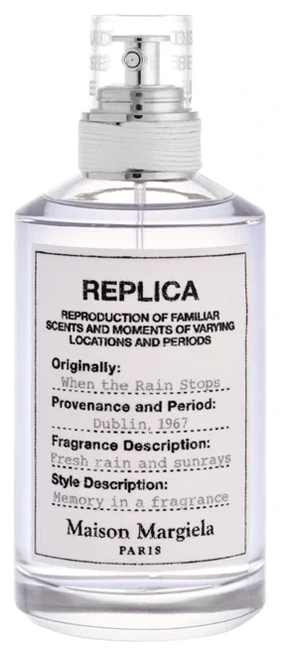 REPLICA
REPRODUCTION OF FAMILIAR
SCENTS AND MOMENTS OF VARYING
LOCATIONS AND PERIODS
Originally:
When the Rain Stops
Provenance and Period:
Dublin, 1967
Fragrance Description:
Fresh rain and sunrays
Style Description:
Memory in a fragrance
Maison Margiela
PARIS